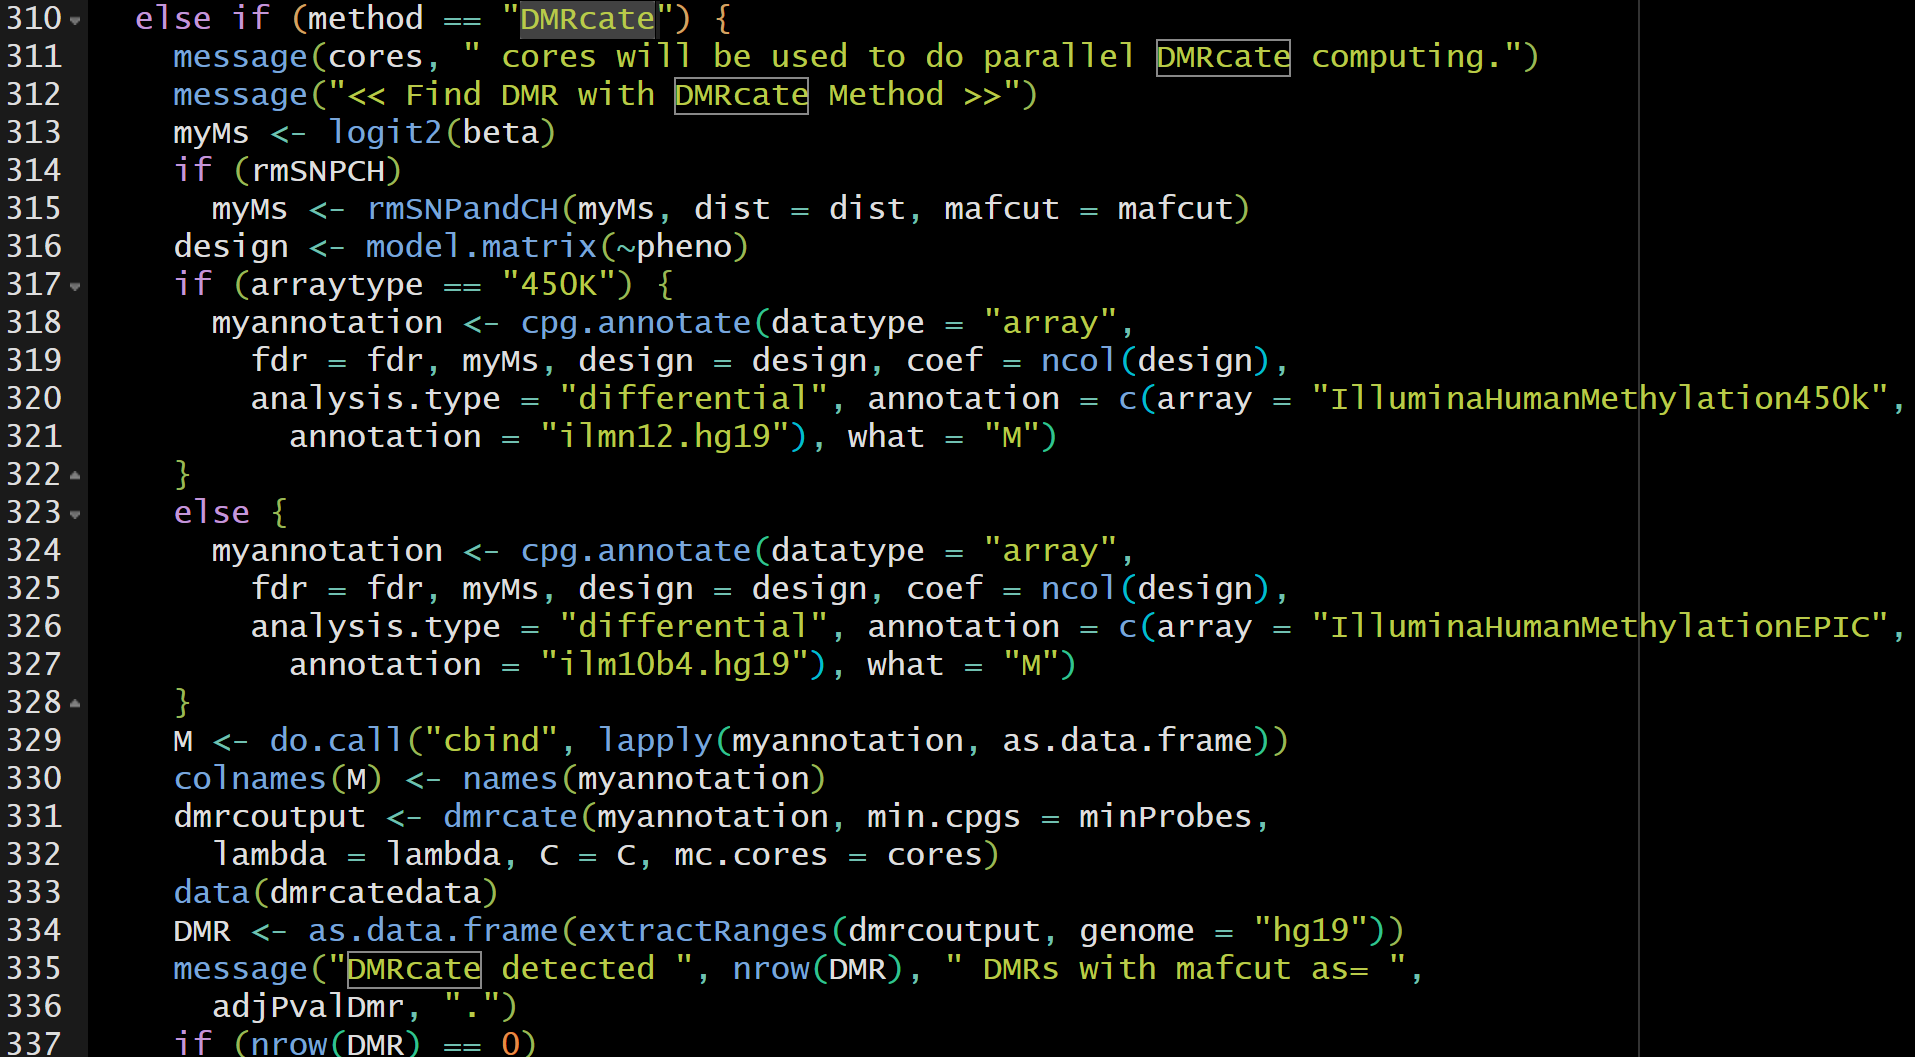 310 else if (method == "DMRcate") {
311 message(cores, " cores will be used to do parallel DMRcate computing.")
312 message("<< Find DMR with DMRcate Method >>")
313 myMs <- logit2(beta)
314 if (rmSNPCH)
315 myMs <- rmSNPandCH(myMs, dist = dist, mafcut = mafcut)
316 design <- model.matrix(~pheno)
317 if (arraytype == "450K") {
318 myannotation <- cpg.annotate(datatype = "array",
319 fdr = fdr, myMs, design = design, coef = ncol(design),
320 analysis.type = "differential", annotation = c(array = "IlluminaHumanMethylation450k",
321 annotation = "ilmn12.hg19"), what = "M")
322 }
323 else {
324 myannotation <- cpg.annotate(datatype = "array",
325 fdr = fdr, myMs, design = design, coef = ncol(design),
326 analysis.type = "differential", annotation = c(array = "IlluminaHumanMethylationEPIC",
327 annotation = "ilm10b4.hg19"), what = "M")
328 }
329 M <- do.call("cbind", lapply(myannotation, as.data.frame))
330 colnames(M) <- names(myannotation)
331 dmrcoutput <- dmrcate(myannotation, min.cpgs = minProbes,
332 lambda = lambda, C = C, mc.cores = cores)
333 data(dmrcatedata)
334 DMR <- as.data.frame(extractRanges(dmrcoutput, genome = "hg19"))
335 message("DMRcate detected ", nrow(DMR), " DMRs with mafcut as= ",
336 adjPvalDmr, ".")
337 if (nrow(DMR) == 0)